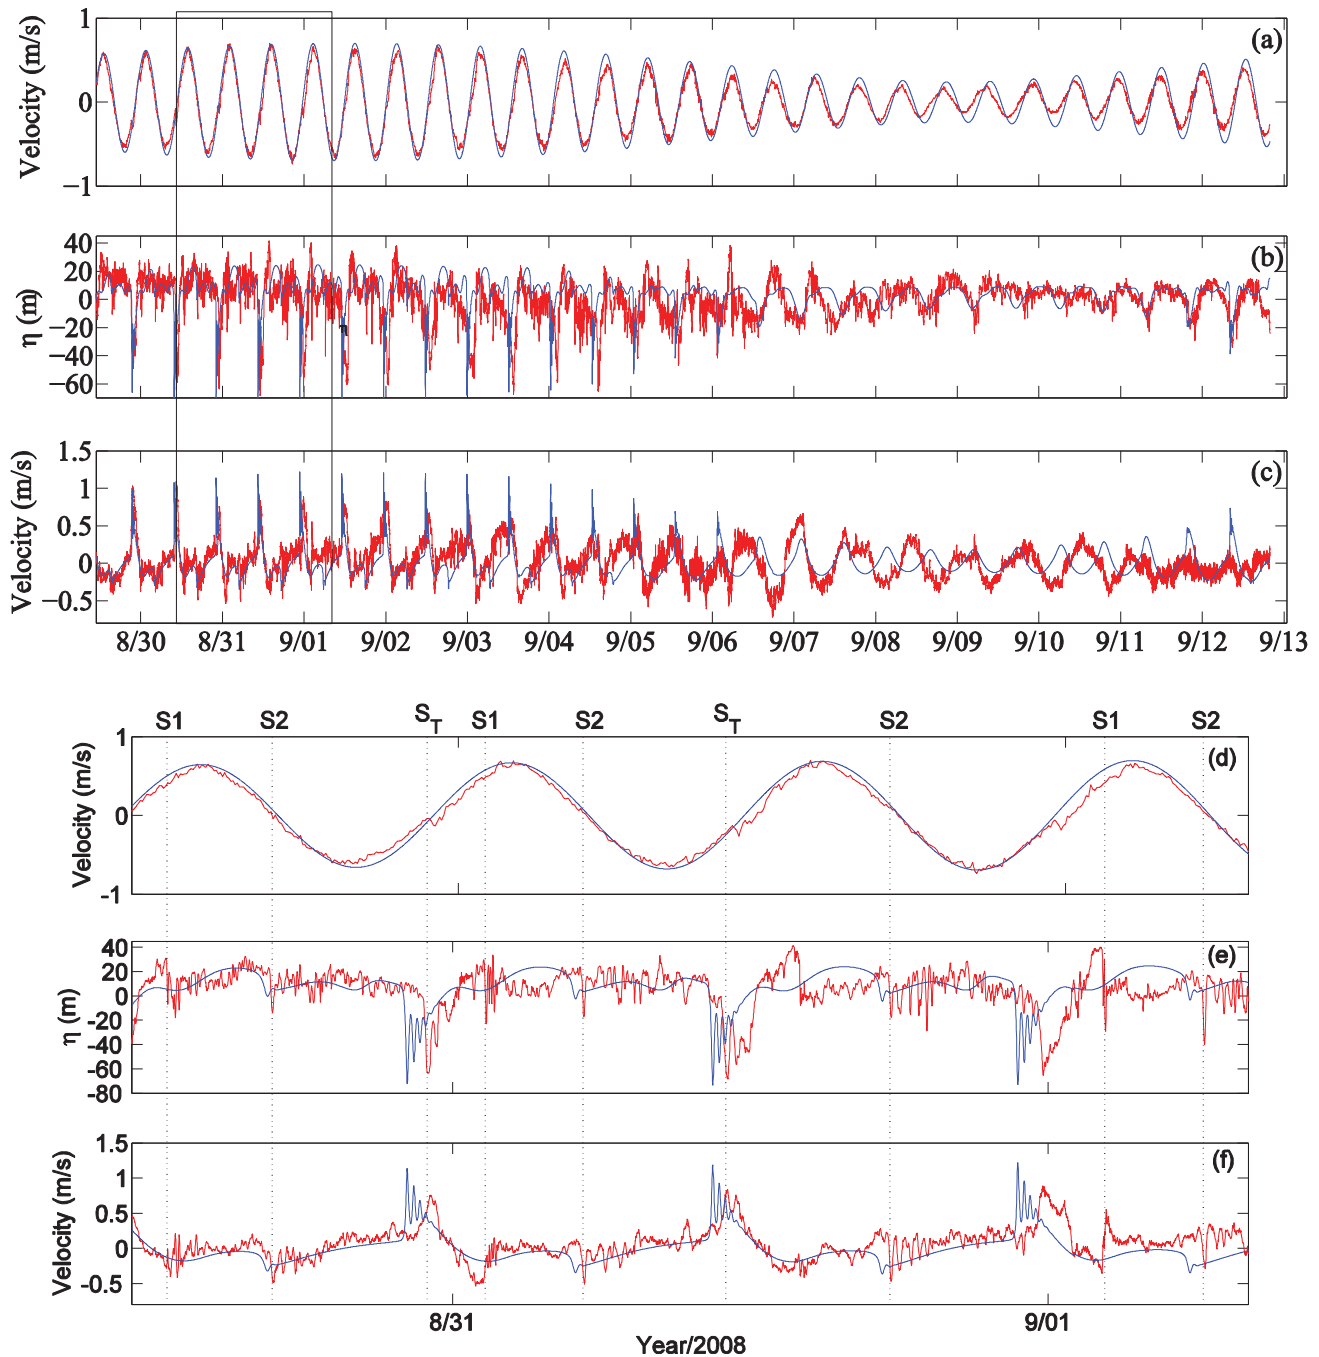 1
(a)
Velocity (m/s)
0
−1
40
(b)
20
0
η (m)
−20
η
−40
−60
1.5
(c)
1
Velocity (m/s)
0.5
0
−0.5
8/30 8/31 9/01 9/02 9/03 9/04 9/05 9/06 9/07 9/08 9/09 9/10 9/11 9/12 9/13
S1 S2 ST S1 S2 ST S2 S1 S2
1
(d)
Velocity (m/s)
0
-1
40
(e)
20
0
η (m)
-20
-40
-60
-80
1.5
(f)
1
Velocity (m/s)
0.5
0
-0.5
8/31 9/01
Year/2008